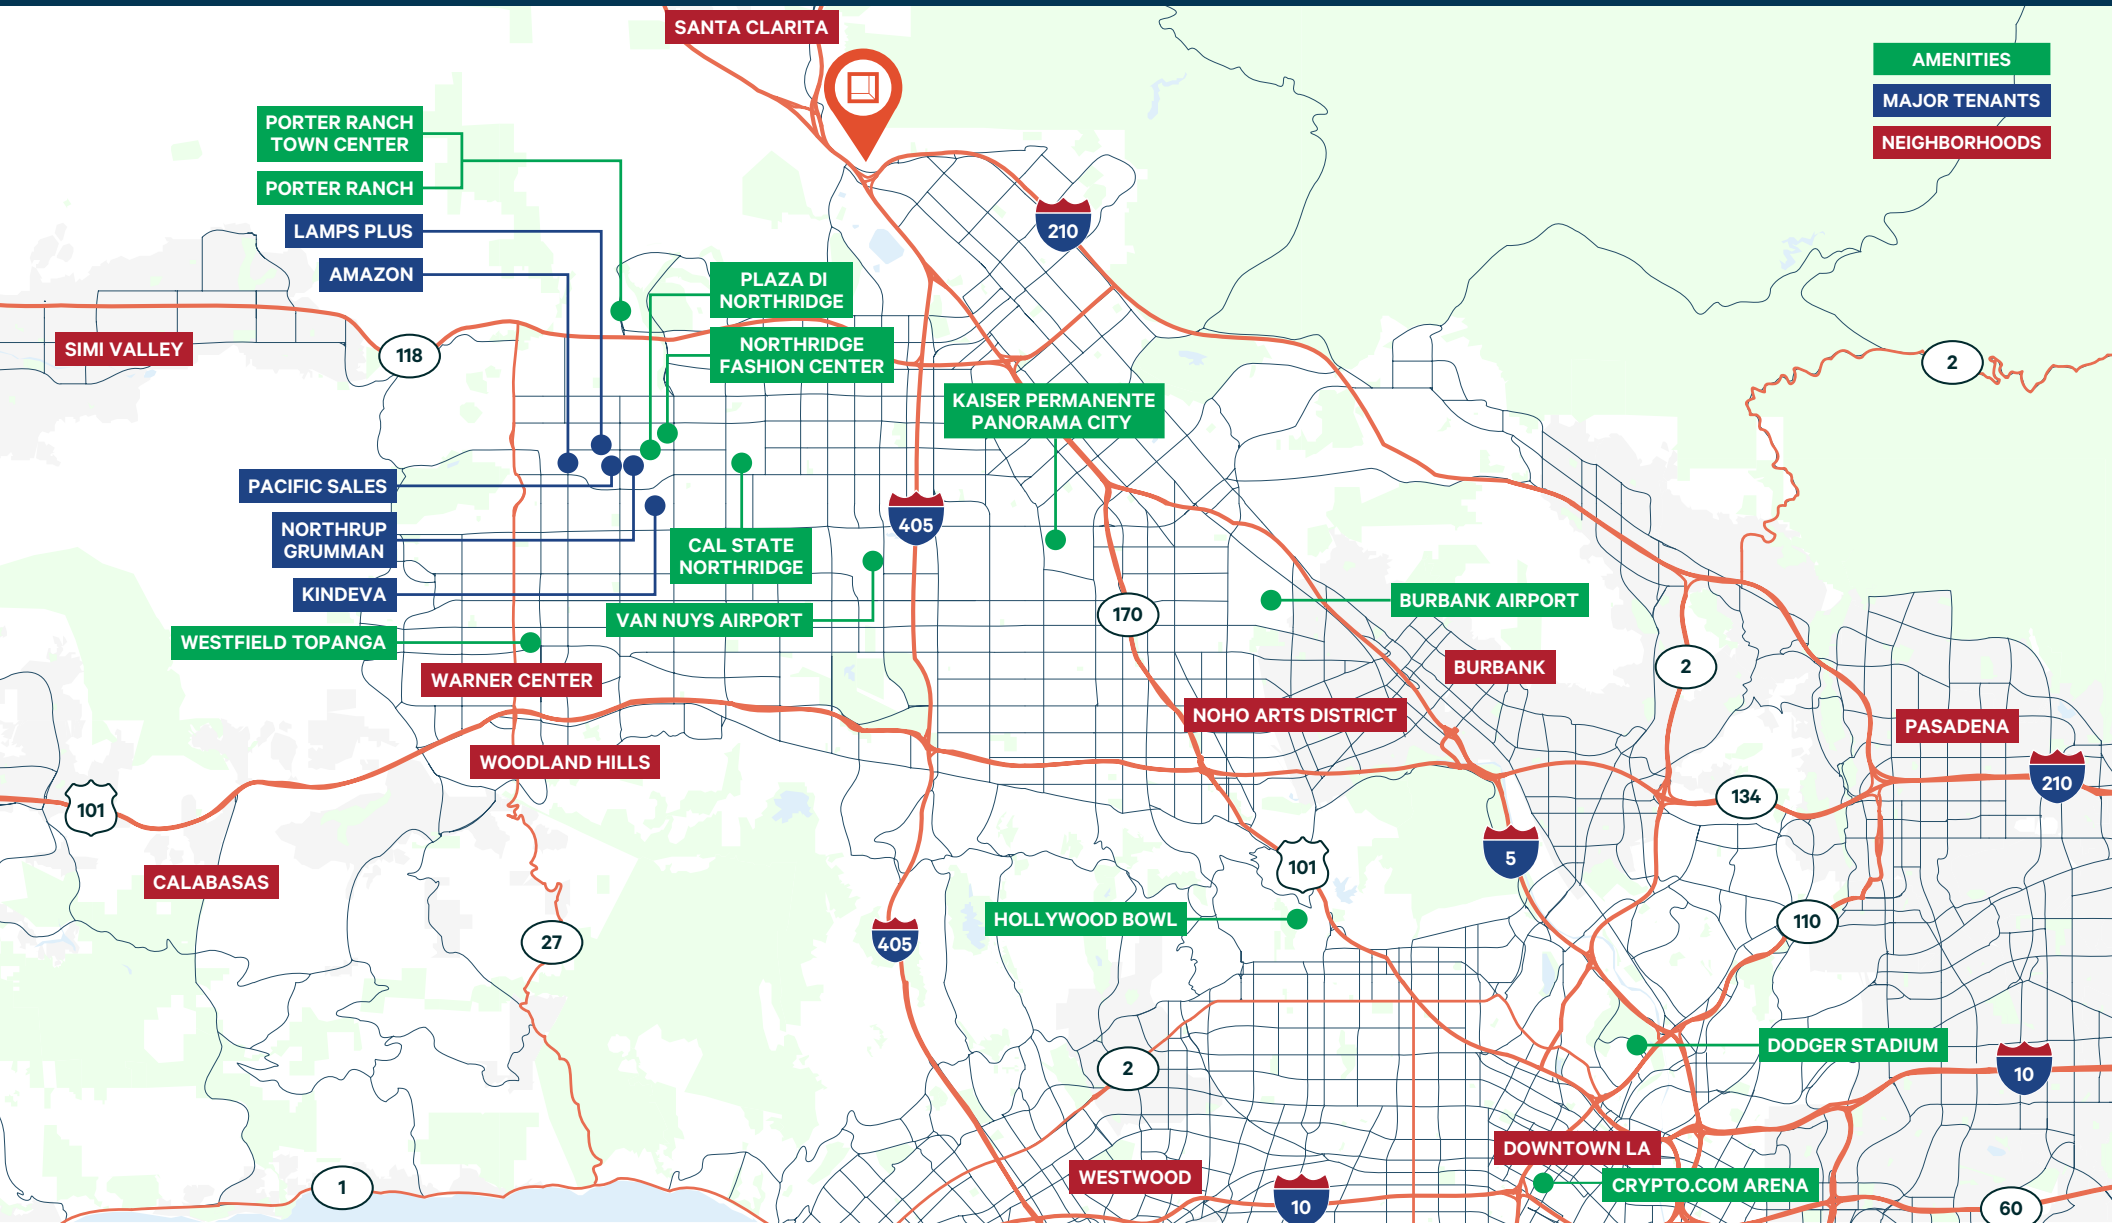 SANTA CLARITA
AMENITIES
MAJOR TENANTS
NEIGHBORHOODS
PORTER RANCH
TOWN CENTER
PORTER RANCH
LAMPS PLUS
AMAZON
210
PLAZA DI
NORTHRIDGE
SIMI VALLEY
118
NORTHRIDGE
FASHION CENTER
2
KAISER PERMANENTE
PANORAMA CITY
PACIFIC SALES
NORTHRUP
GRUMMAN
405
CAL STATE
NORTHRIDGE
KINDEVA
VAN NUYS AIRPORT
170
BURBANK AIRPORT
WESTFIELD TOPANGA
WARNER CENTER
BURBANK
2
NOHO ARTS DISTRICT
PASADENA
WOODLAND HILLS
210
101
134
5
101
CALABASAS
HOLLYWOOD BOWL
110
27
405
DODGER STADIUM
2
10
DOWNTOWN LA
WESTWOOD
CRYPTO.COM ARENA
1
10
60